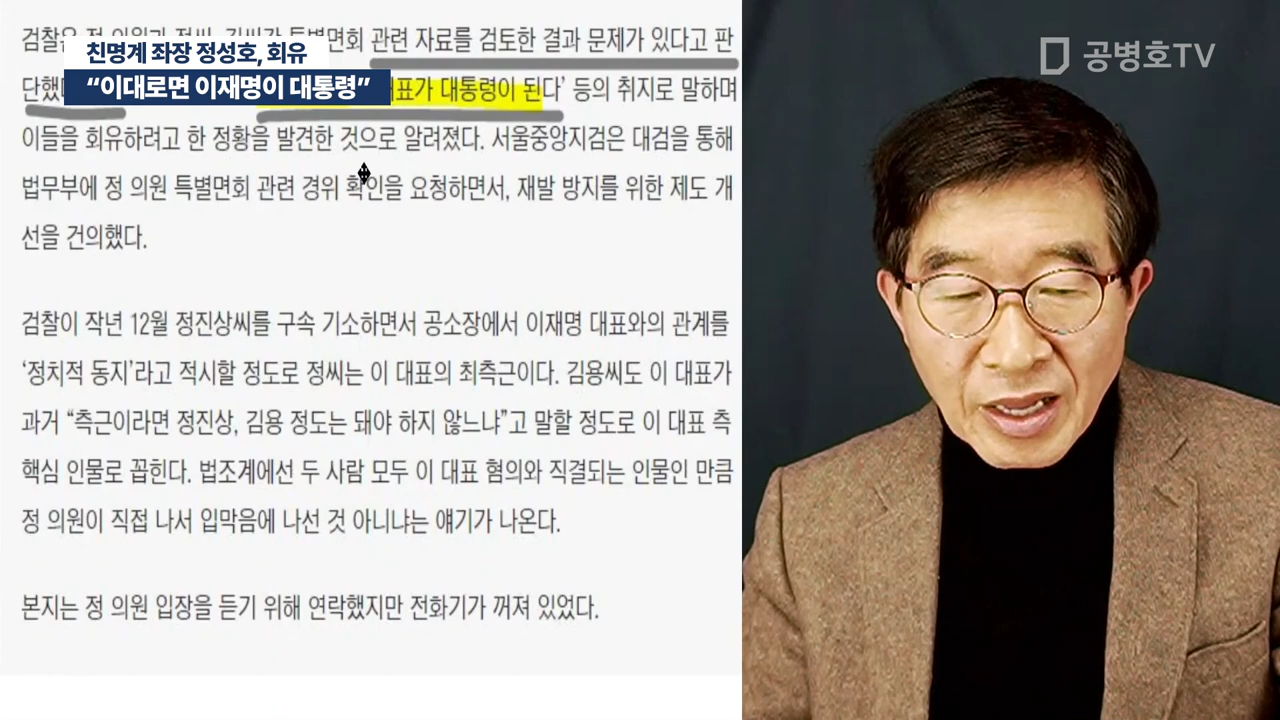 공병호TV
친명계 좌장 정성호, 회유
“이대로면 이재명이 대통령”
관련 자료를 검토한 결과 문제가 있다고 판
대통령이 된다’ 등의 취지로 말하며
이들을 회유하려고 한 정황을 발견한 것으로 알려졌다. 서울중앙지검은 대검을 통해
법무부에 정 의원 특별면회 관련 경위 확인을 요청하면서, 재발 방지를 위한 제도 개
선을 건의했다.
검찰이 작년 12월 정진상씨를 구속 기소하면서 공소장에서 이재명 대표와의 관계를
‘정치적 동지’라고 적시할 정도로 정씨는 이 대표의 최측근이다. 김용씨도 이 대표가
과거 “측근이라면 정진상, 김용 정도는 돼야 하지 않느냐”고 말할 정도로 이 대표 측
핵심 인물로 꼽힌다. 법조계에선 두 사람 모두 이 대표 혐의와 직결되는 인물인 만큼
정 의원이 직접 나서 입막음에 나선 것 아니냐는 얘기가 나온다.
본지는 정 의원 입장을 듣기 위해 연락했지만 전화기가 꺼져 있었다.